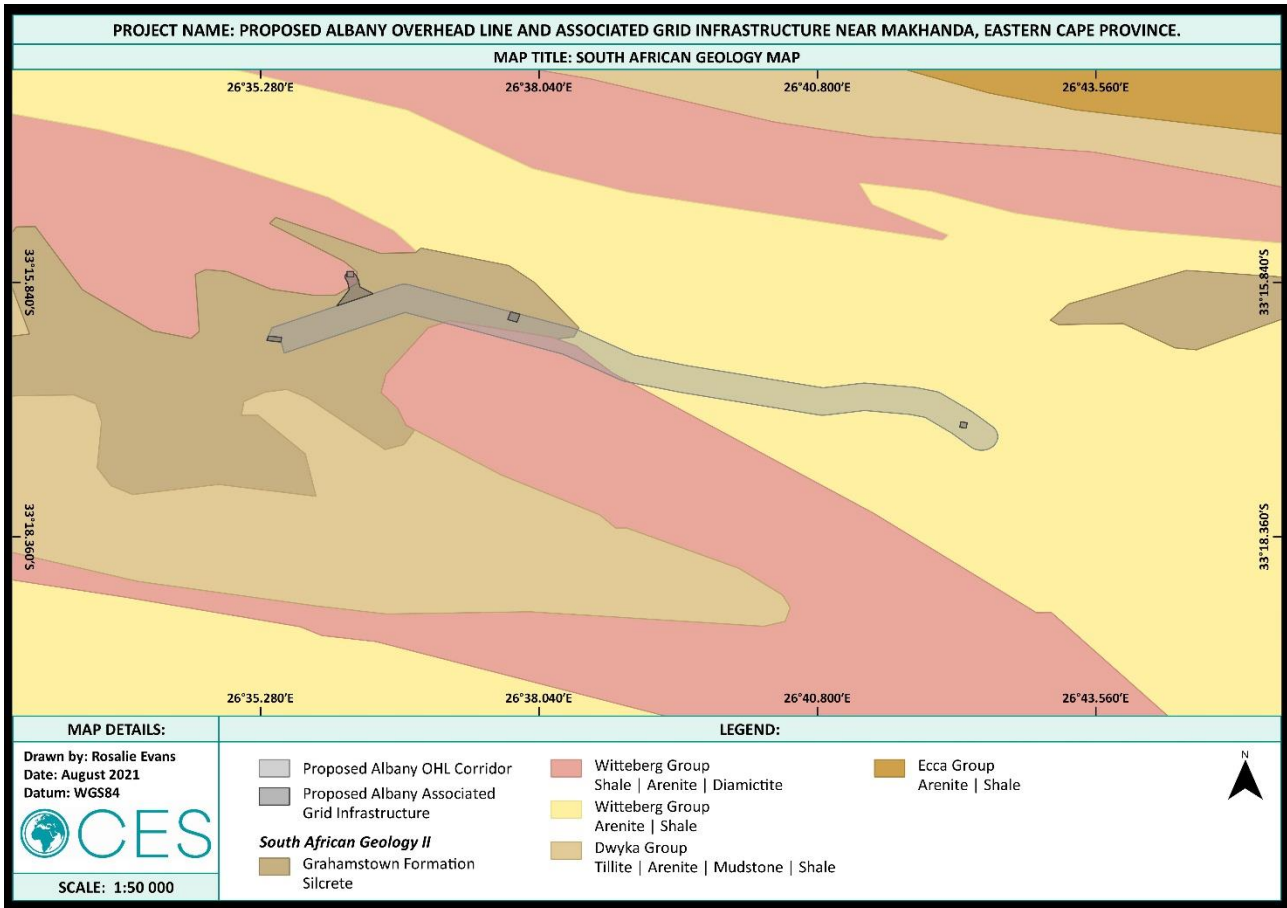 PROJECT NAME: PROPOSED ALBANY OVERHEAD LINE AND ASSOCIATED GRID INFRASTRUCTURE NEAR MAKHANDA, EASTERN CAPE PROVINCE.
MAP TITLE: SOUTH AFRICAN GEOLOGY MAP
26°35.280'E
26°38.040'E
26°40.800'E
26°43.560'E
33°15.840'S
33°15.840'S
33°18.360'S
33°18.360'S
26°35.280'E
26°38.040'E
26°40.800'E
26°43.560'E
MAP DETAILS:
Drawn by: Rosalie Evans
Date: August 2021
Datum: WGS84
CES
SCALE: 1:50 000
LEGEND:
Proposed Albany OHL Corridor
Proposed Albany Associated
Grid Infrastructure
South African Geology II
Grahamstown Formation
Silcrete
Witteberg Group
Shale | Arenite | Diamictite
Witteberg Group
Arenite | Shale
Dwyka Group
Tillite | Arenite | Mudstone | Shale
Ecca Group
Arenite | Shale
N